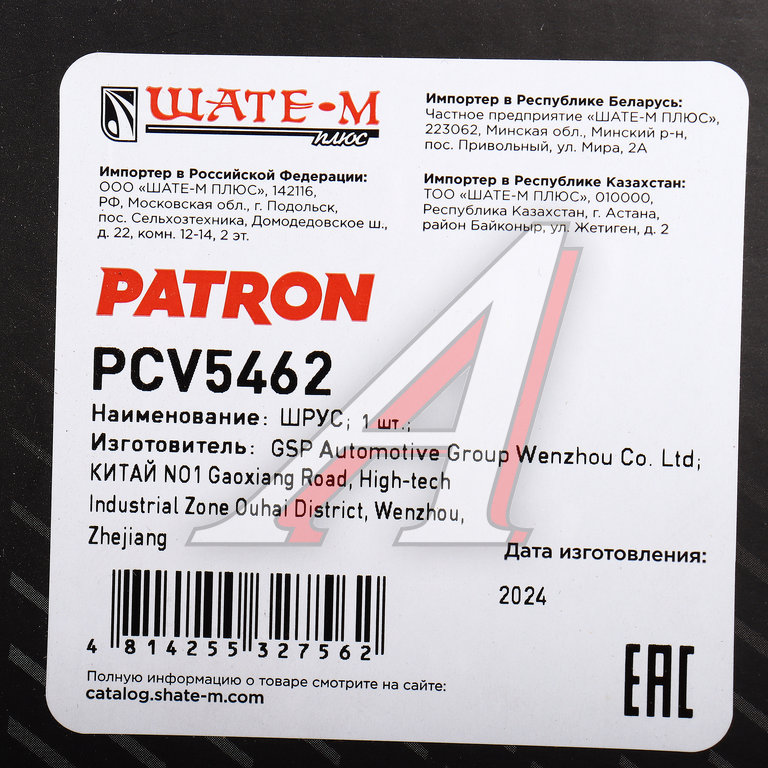 ШАТЕ-М
плюс
Импортер в Российской Федерации:
ООО «ШАТЕ-М ПЛЮС», 142116,
РФ, Московская обл., г. Подольск,
пос. Сельхозтехника, Домодедовское ш.,
д. 22, комн. 12-14, 2 эт.
Импортер в Республике Беларусь:
Частное предприятие «ШАТЕ-М ПЛЮС»,
223062, Минская обл., Минский р-н,
пос. Привольный, ул. Мира, 2А
Импортер в Республике Казахстан:
ТОО «ШАТЕ-М ПЛЮС», 010000,
Республика Казахстан, г. Астана,
район Байконыр, ул. Жетиген, д. 2
PATRON
PCV5462
Наименование: ШРУС; 1 шт.;
Изготовитель: GSP Automotive Group Wenzhou Co. Ltd;
КИТАЙ NO1 Gaoxiang Road, High-tech
Industrial Zone Ouhai District, Wenzhou,
Zhejiang
Дата изготовления:
2024
4 814255 327562
Полную информацию о товаре смотрите на сайте:
catalog.shate-m.com
EAC